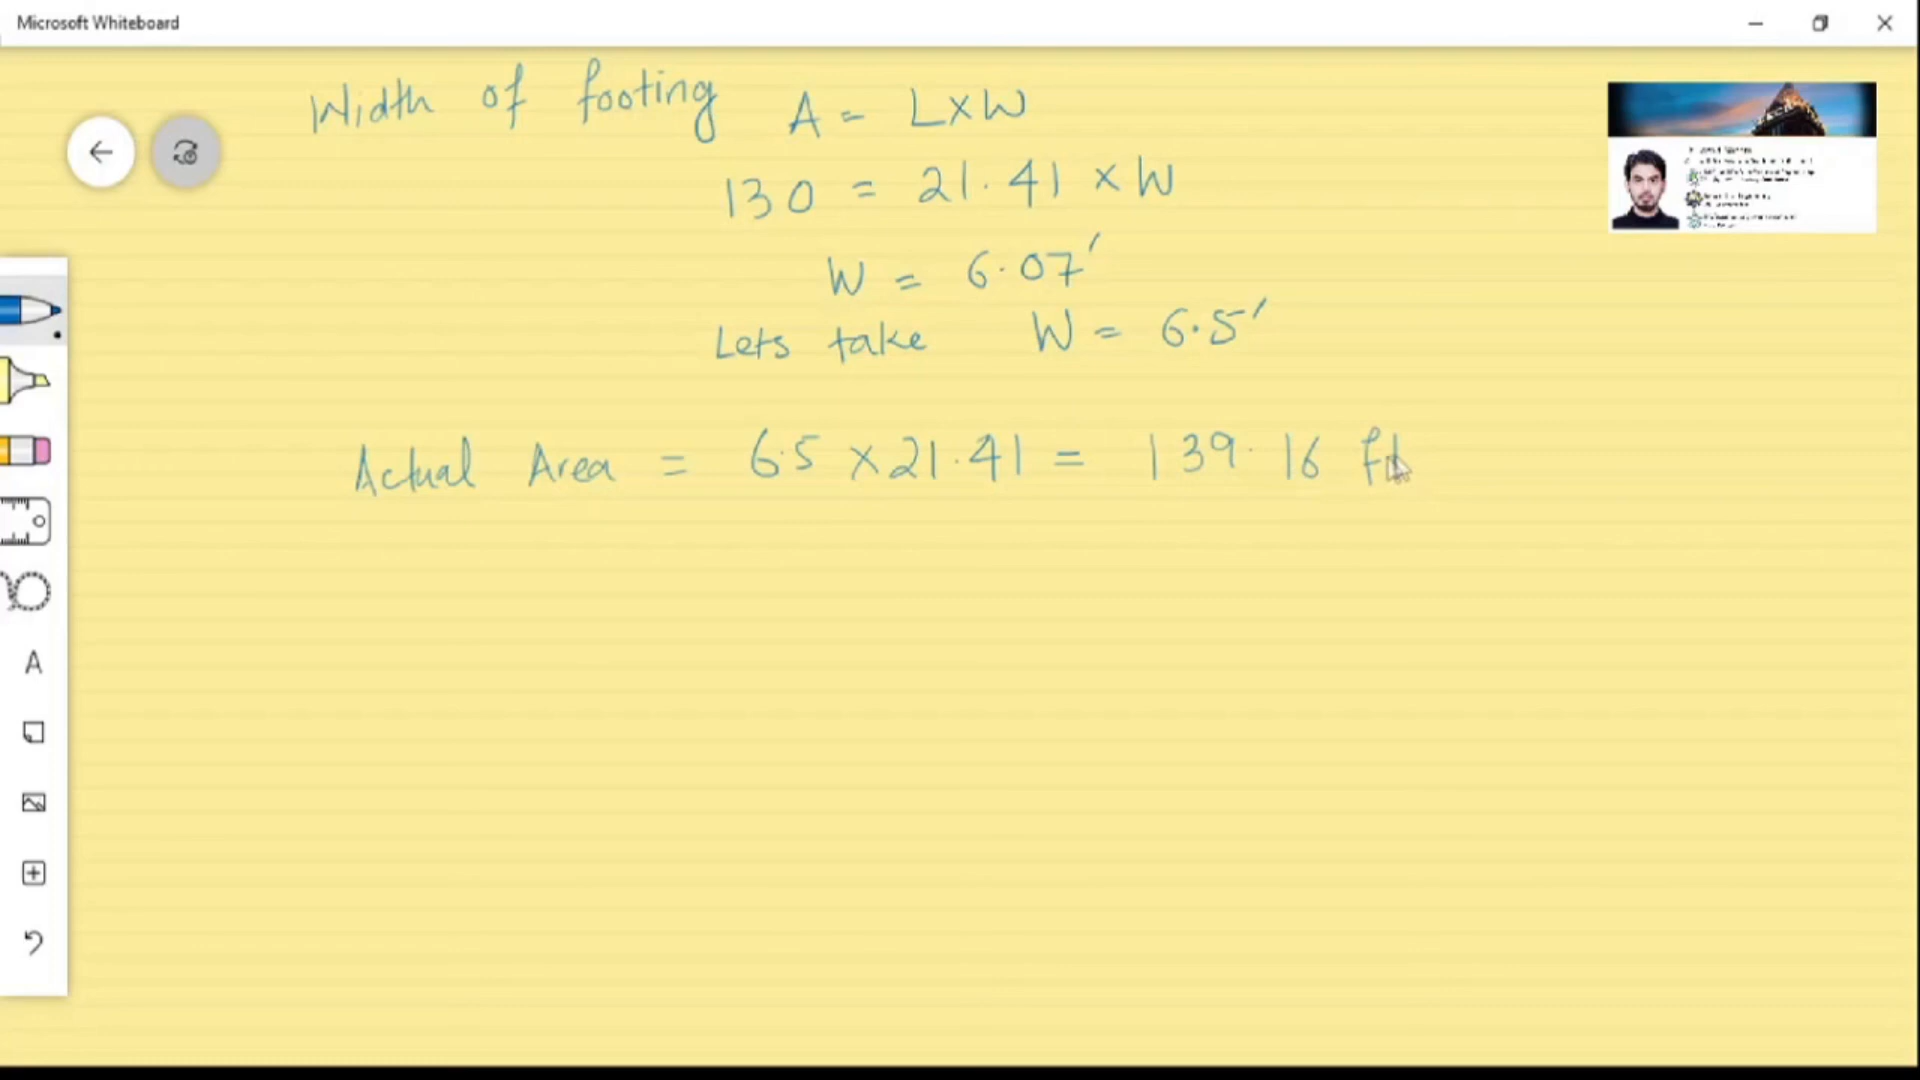 Microsoft Whiteboard
Width of footing A = L×W
130 = 21.41 × W
W = 6.07'
Lets take W = 6.5'
Actual Area = 6.5 × 21.41 = 139.16 ft
A